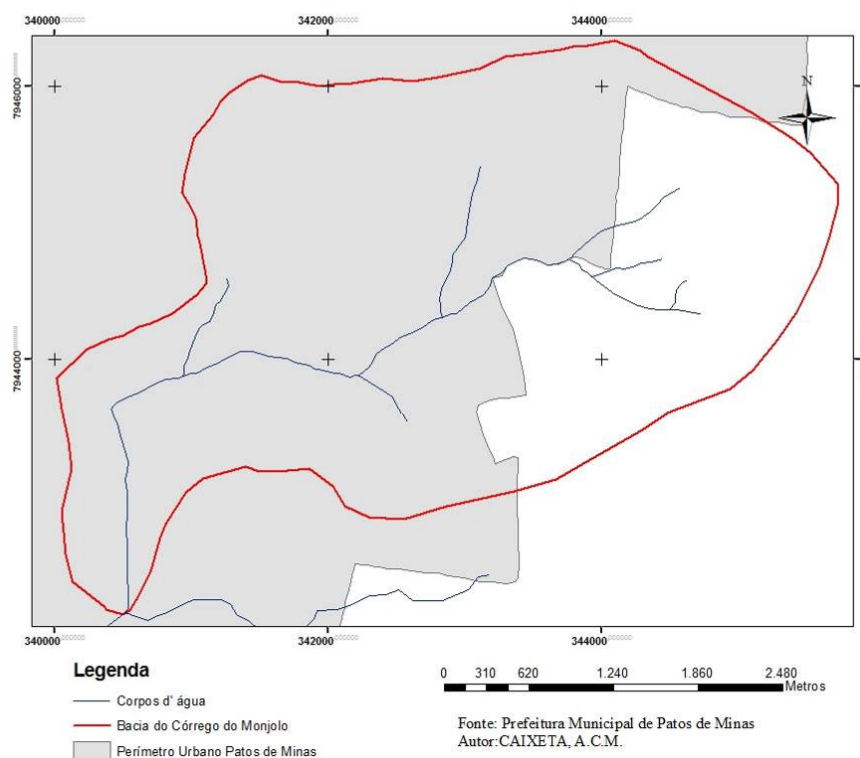 340000 342000 344000
7946000
7944000
N
340000 342000 344000
Legenda
Corpos d' água
Bacia do Córrego do Monjolo
Perímetro Urbano Patos de Minas
0 310 620 1.240 1.860 2.480
Metros
Fonte: Prefeitura Municipal de Patos de Minas
Autor:CAIXETA, A.C.M.